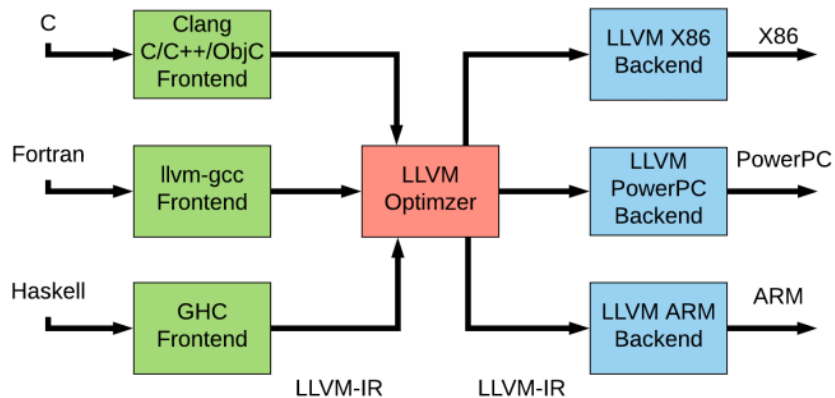 C
Clang
C/C++/ObjC
Frontend
LLVM X86
Backend
X86
Fortran
llvm-gcc
Frontend
LLVM
Optimzer
LLVM
PowerPC
Backend
PowerPC
Haskell
GHC
Frontend
LLVM ARM
Backend
ARM
LLVM-IR
LLVM-IR